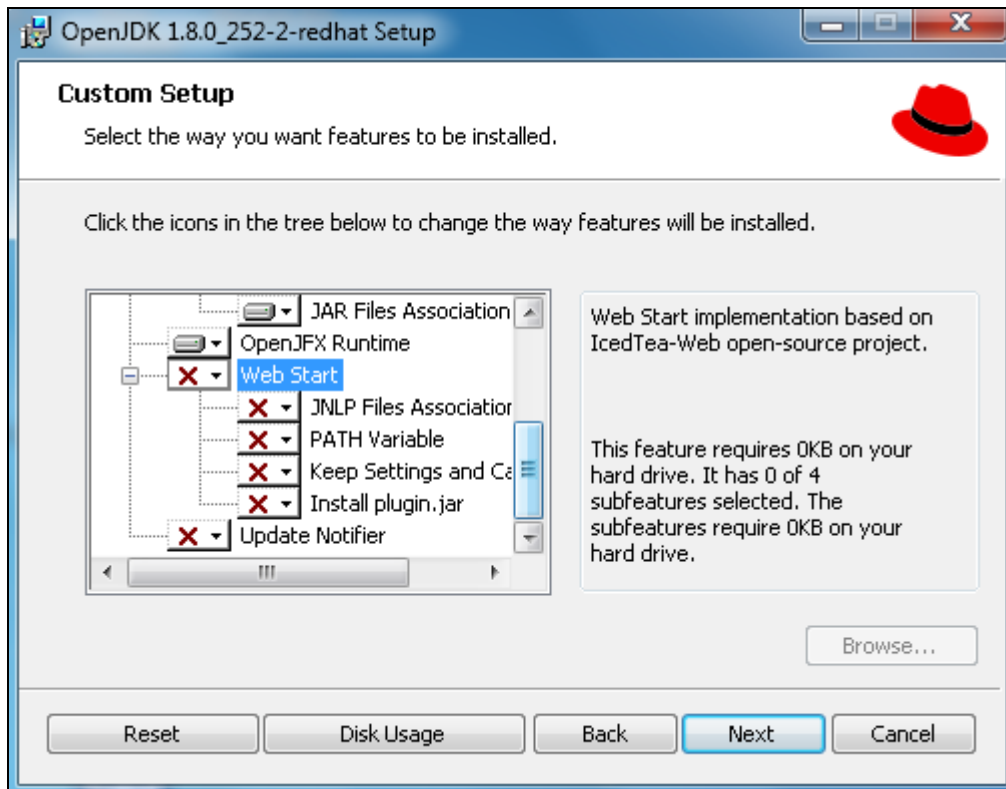 OpenJDK 1.8.0_252-2-redhat Setup
Custom Setup
Select the way you want features to be installed.
Click the icons in the tree below to change the way features will be installed.
JAR Files Association
OpenJFX Runtime
Web Start
JNLP Files Association
PATH Variable
Keep Settings and Ca
Install plugin.jar
Update Notifier
Web Start implementation based on
IcedTea-Web open-source project.
This feature requires 0KB on your
hard drive. It has 0 of 4
subfeatures selected. The
subfeatures require 0KB on your
hard drive.
Browse...
Reset
Disk Usage
Back
Next
Cancel